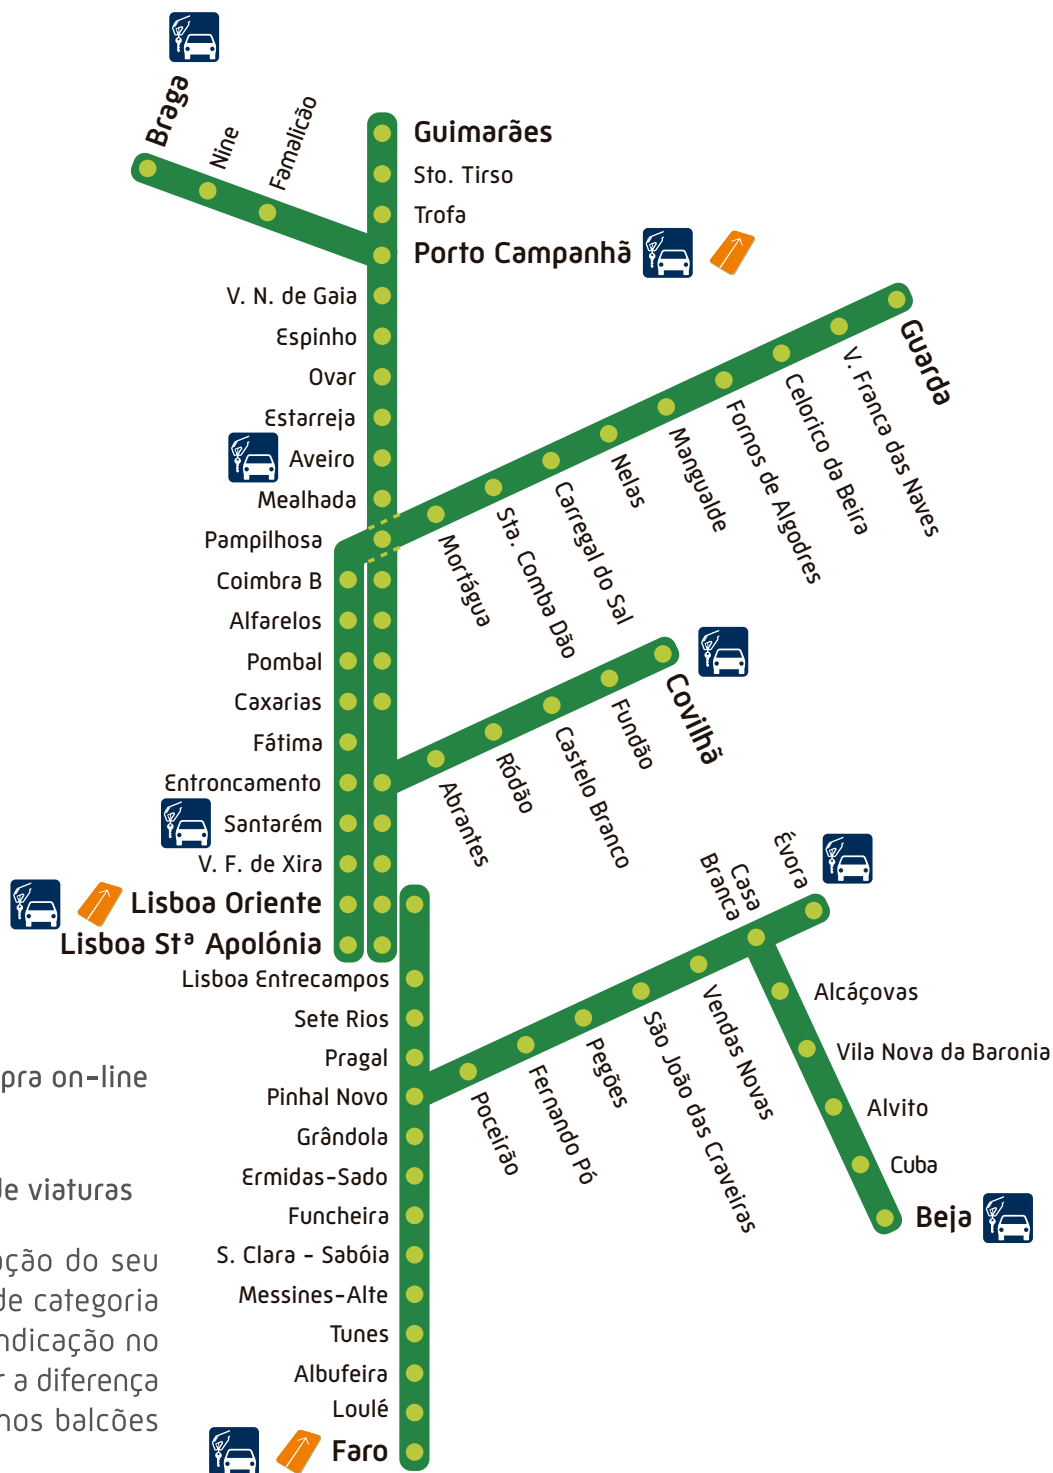 Braga
Nine
Famalicão
Guimarães
Sto. Tirso
Trofa
Porto Campanhã
V. N. de Gaia
Espinho
Ovar
Estarreja
Aveiro
Mealhada
Pampilhosa
Coimbra B
Alfarelos
Pombal
Caxarias
Fátima
Entroncamento
Santarém
V. F. de Xira
Lisboa Oriente
Lisboa Stª Apolónia
Mortágua
Sta. Comba Dão
Carregal do Sal
Nelas
Mangualde
Fornos de Algodres
Celorico da Beira
V. Franca das Naves
Guarda
Abrantes
Ródão
Castelo Branco
Fundão
Covilhã
Lisboa Entrecampos
Sete Rios
Pragal
Pinhal Novo
Grândola
Ermidas-Sado
Funcheira
S. Clara - Sabóia
Messines-Alte
Tunes
Albufeira
Loulé
Faro
Poceirão
Fernando Pó
Pegões
São João das Craveiras
Vendas Novas
Casa
Branca
Évora
Alcáçovas
Vila Nova da Baronia
Alvito
Cuba
Beja
pra on-line
de viaturas
ação do seu
de categoria
ndicação no
r a diferença
nos balcões